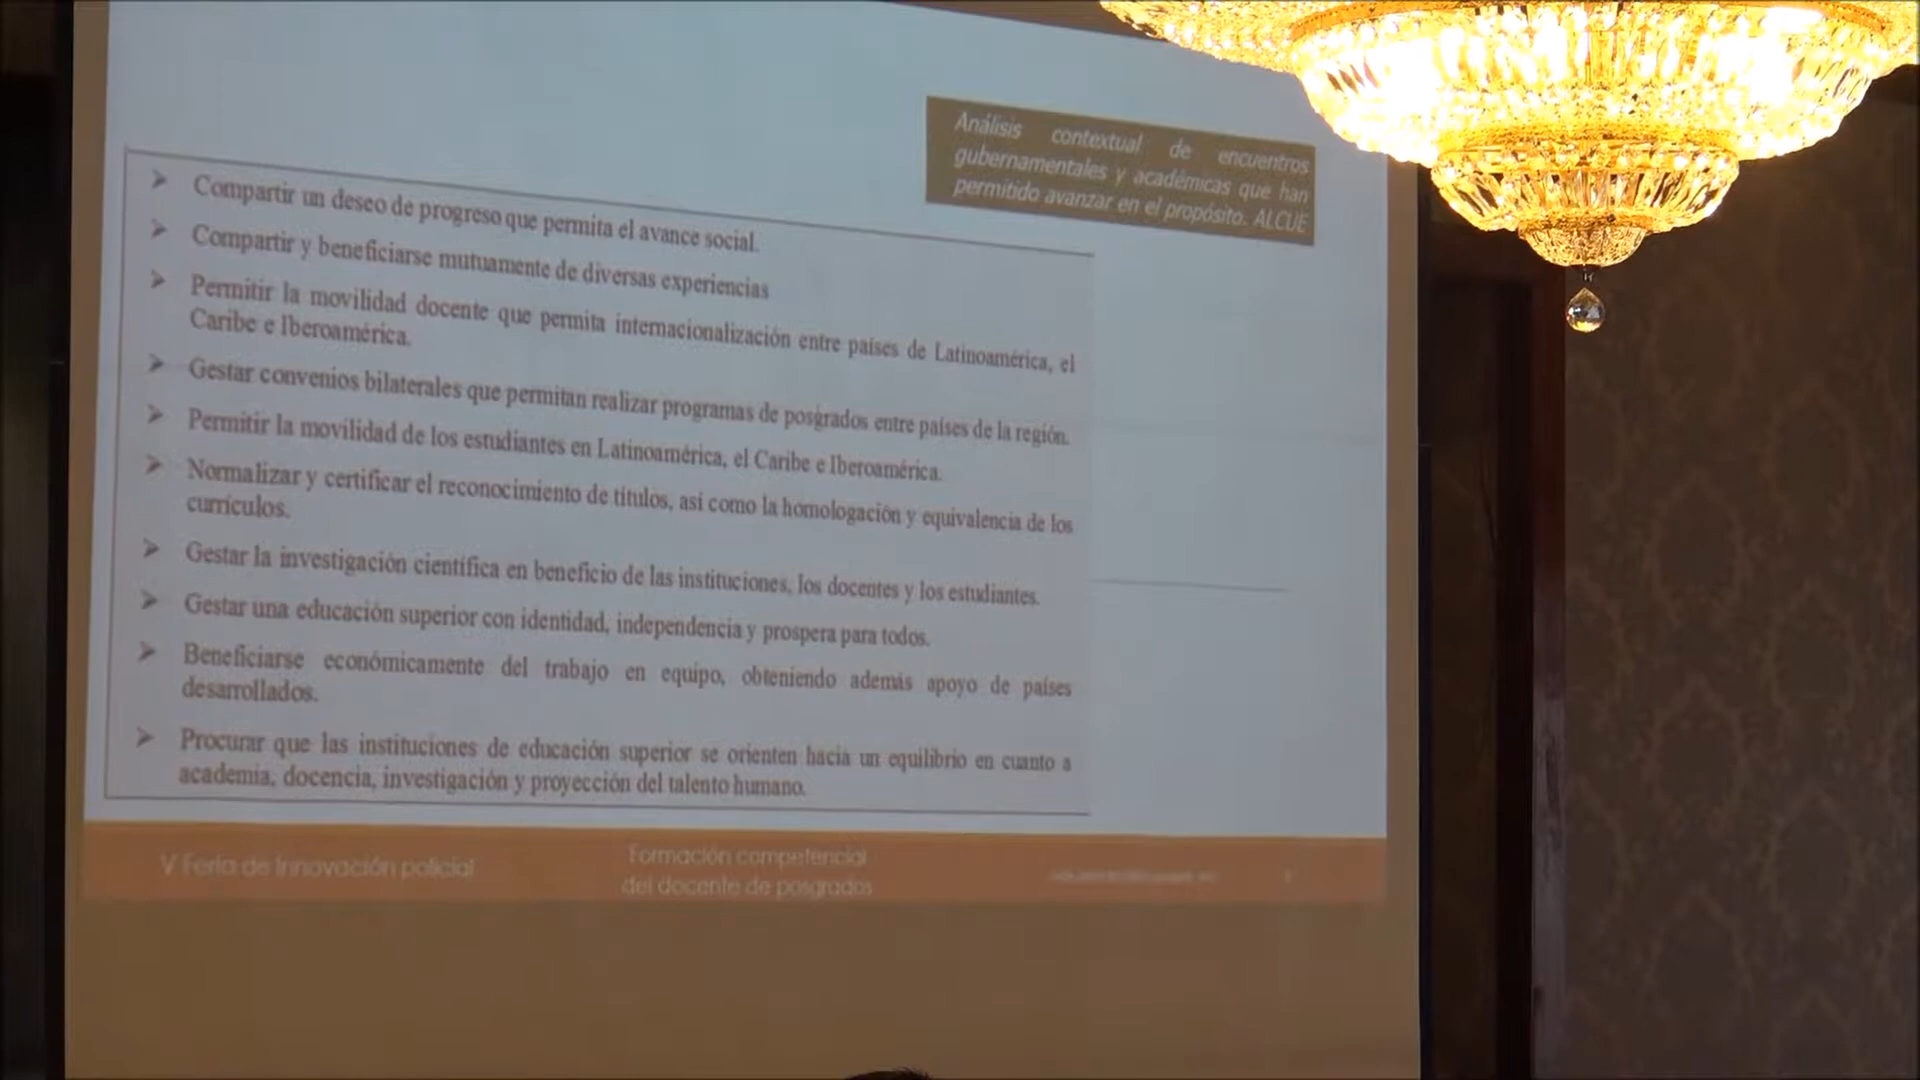 Análisis contextual de encuentros
gubernamentales y académicas que han
permitido avanzar en el propósito. ALCUE
➢ Compartir un deseo de progreso que permita el avance social.
➢ Compartir y beneficiarse mutuamente de diversas experiencias
➢ Permitir la movilidad docente que permita internacionalización entre países de Latinoamérica, el
Caribe e Iberoamérica.
➢ Gestar convenios bilaterales que permitan realizar programas de posgrados entre países de la región.
➢ Permitir la movilidad de los estudiantes en Latinoamérica, el Caribe e Iberoamérica.
➢ Normalizar y certificar el reconocimiento de títulos, así como la homologación y equivalencia de los
currículos.
➢ Gestar la investigación científica en beneficio de las instituciones, los docentes y los estudiantes.
➢ Gestar una educación superior con identidad, independencia y prospera para todos.
➢ Beneficiarse económicamente del trabajo en equipo, obteniendo además apoyo de países
desarrollados.
➢ Procurar que las instituciones de educación superior se orienten hacia un equilibrio en cuanto a
academia, docencia, investigación y proyección del talento humano.
V Feria de Innovación policial
Formación competencial
del docente de posgrados